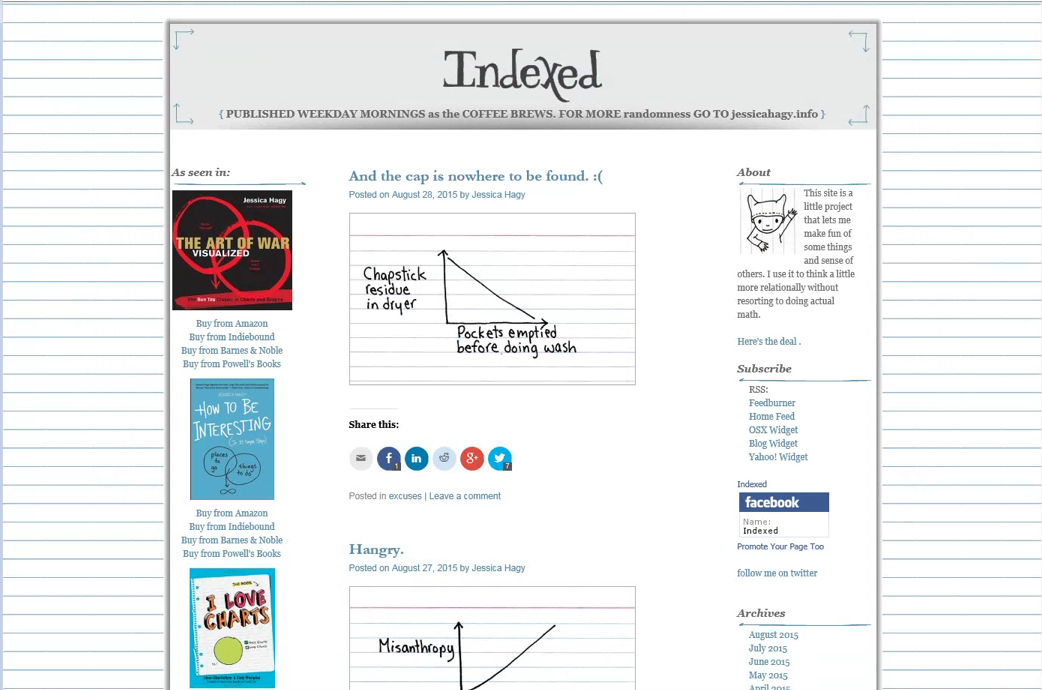 Indexed
{ PUBLISHED WEEKDAY MORNINGS as the COFFEE BREWS. FOR MORE randomness GO TO jessicahagy.info }
As seen in:
Jessica Hagy
THE ART OF WAR
VISUALIZED
Buy from Amazon
Buy from Indiebound
Buy from Barnes & Noble
Buy from Powell's Books
HOW TO BE
INTERESTING
(in 10 simple steps)
places
to
go
things
to do
Buy from Amazon
Buy from Indiebound
Buy from Barnes & Noble
Buy from Powell's Books
THE BOOK
I LOVE
CHARTS
And the cap is nowhere to be found. :(
Posted on August 28, 2015 by Jessica Hagy
Chapstick
residue
in dryer
Pockets emptied
before doing wash
Share this:
1
7
Posted in excuses | Leave a comment
Hangry.
Posted on August 27, 2015 by Jessica Hagy
Misanthropy
About
This site is a
little project
that lets me
make fun of
some things
and sense of
others. I use it to think a little
more relationally without
resorting to doing actual
math.
Here's the deal .
Subscribe
RSS:
Feedburner
Home Feed
OSX Widget
Blog Widget
Yahoo! Widget
Indexed
facebook
Name:
Indexed
Promote Your Page Too
follow me on twitter
Archives
August 2015
July 2015
June 2015
May 2015
April 2015